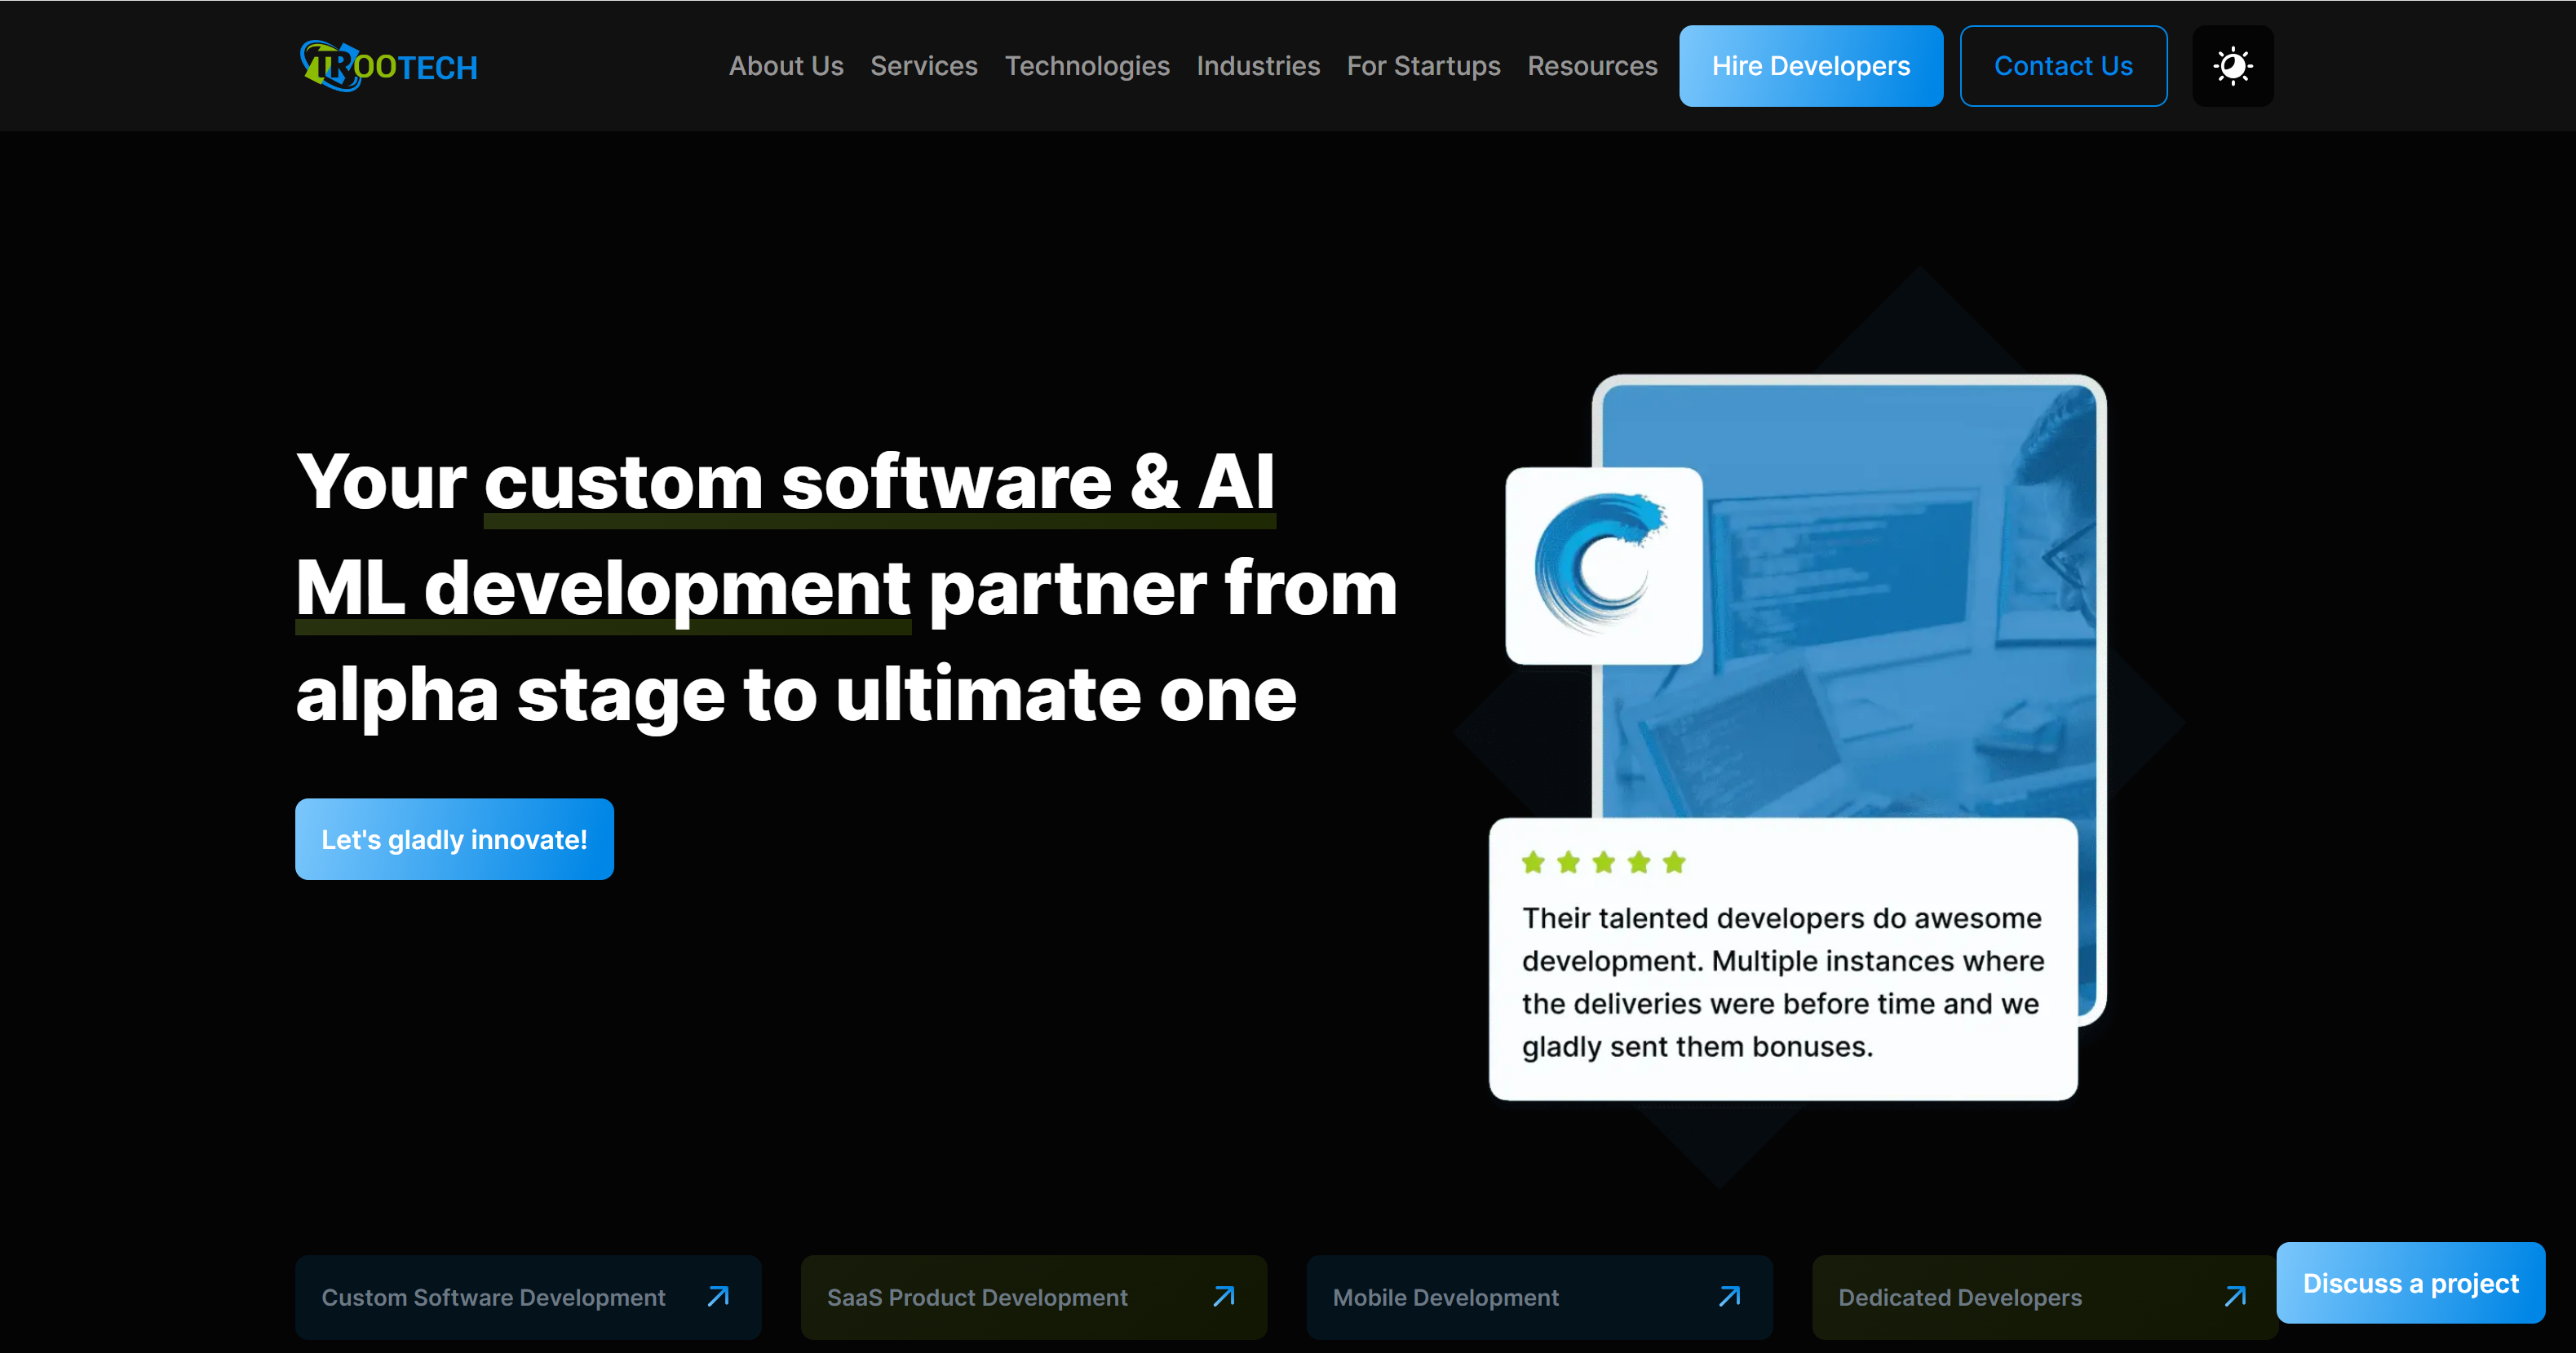 TROOTECH
About Us Services Technologies Industries For Startups Resources Hire Developers Contact Us
Your custom software & AI
ML development partner from
alpha stage to ultimate one
Let's gladly innovate!
Their talented developers do awesome
development. Multiple instances where
the deliveries were before time and we
gladly sent them bonuses.
Custom Software Development SaaS Product Development Mobile Development Dedicated Developers
Discuss a project